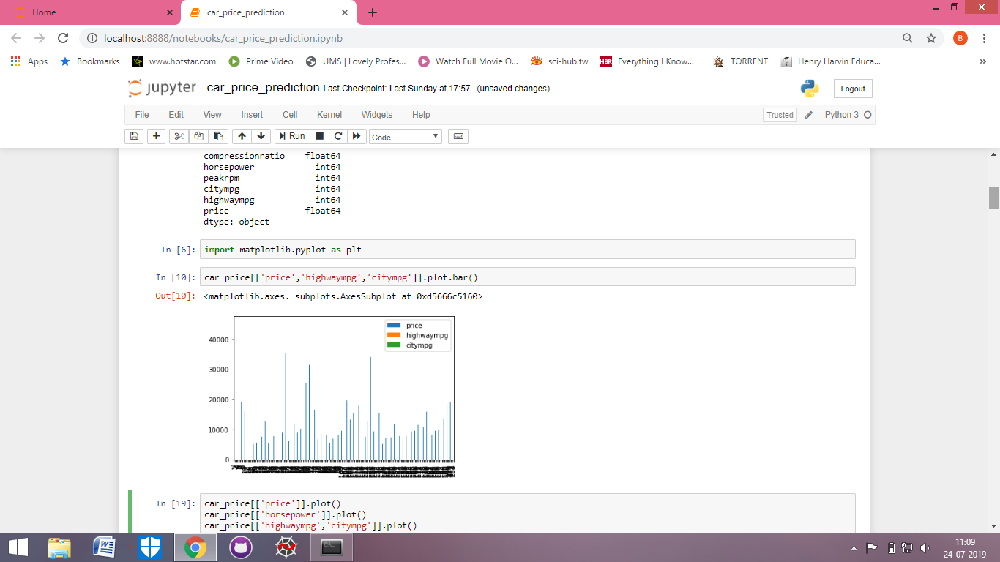 Home
car_price_prediction
localhost:8888/notebooks/car_price_prediction.ipynb
B
Apps Bookmarks www.hotstar.com Prime Video UMS | Lovely Profes... Watch Full Movie O... sci-hub.tw HBR Everything I Know... TORRENT Henry Harvin Educa... »
jupyter car_price_prediction Last Checkpoint: Last Sunday at 17:57 (unsaved changes) Logout
File Edit View Insert Cell Kernel Widgets Help Trusted Python 3
Run Code
compressionratio float64
horsepower int64
peakrpm int64
citympg int64
highwaympg int64
price float64
dtype: object
In [6]: import matplotlib.pyplot as plt
In [10]: car_price[['price','highwaympg','citympg']].plot.bar()
Out[10]: <matplotlib.axes._subplots.AxesSubplot at 0xd5666c5160>
price
highwaympg
citympg
40000
30000
20000
10000
0
In [19]: car_price[['price']].plot()
car_price[['horsepower']].plot()
car_price[['highwaympg','citympg']].plot()
11:09
24-07-2019